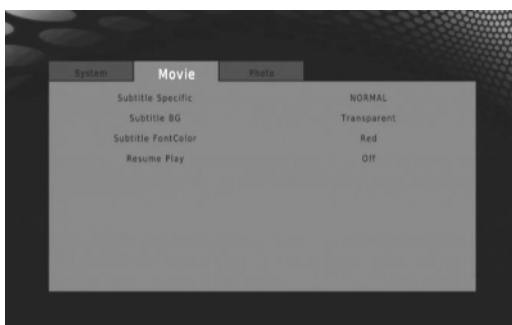 System Movie Photo
Subtitle Specific NORMAL
Subtitle BG Transparent
Subtitle FontColor Red
Resume Play Off